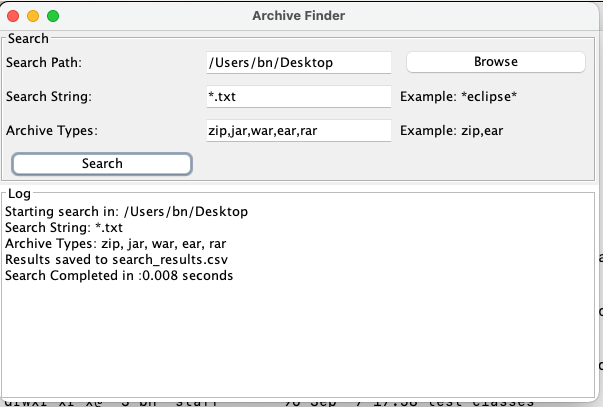 Archive Finder
Search
Search Path: /Users/bn/Desktop Browse
Search String: *.txt Example: *eclipse*
Archive Types: zip,jar,war,ear,rar Example: zip,ear
Search
Log
Starting search in: /Users/bn/Desktop
Search String: *.txt
Archive Types: zip, jar, war, ear, rar
Results saved to search_results.csv
Search Completed in :0.008 seconds